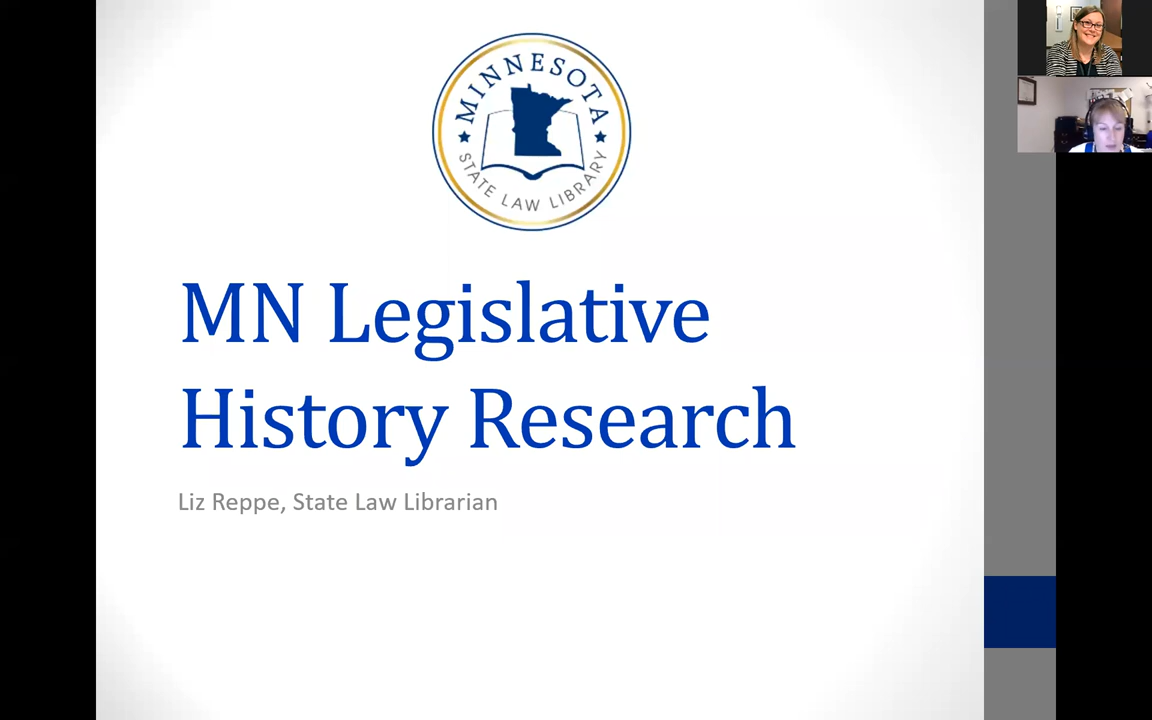 MINNESOTA
STATE LAW LIBRARY
MN Legislative
History Research
Liz Reppe, State Law Librarian